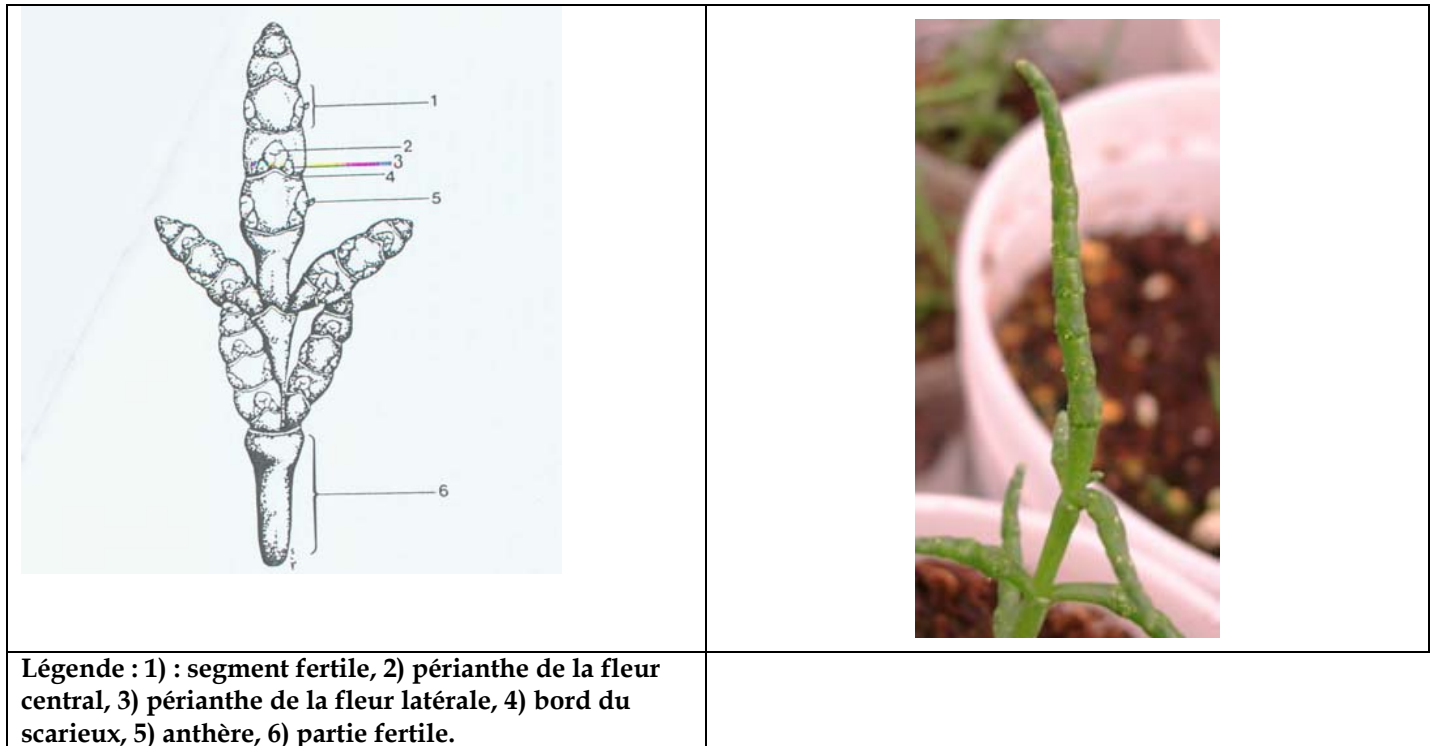 1
2
3
4
5
6
Légende : 1) : segment fertile, 2) périanthe de la fleur
central, 3) périanthe de la fleur latérale, 4) bord du
scarieux, 5) anthère, 6) partie fertile.